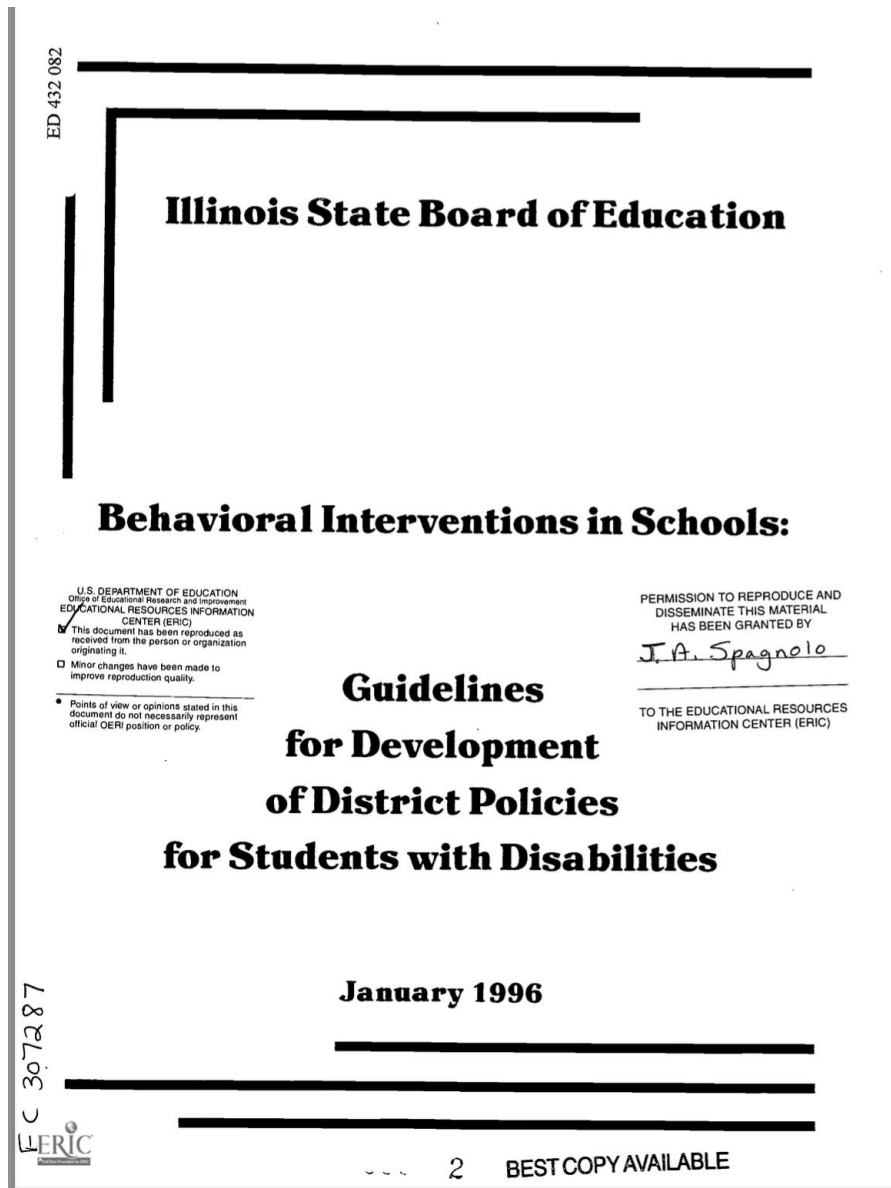 ED 432 082
Illinois State Board of Education
Behavioral Interventions in Schools:
U.S. DEPARTMENT OF EDUCATION
Office of Educational Research and Improvement
EDUCATIONAL RESOURCES INFORMATION
CENTER (ERIC)
This document has been reproduced as
received from the person or organization
originating it.
Minor changes have been made to
improve reproduction quality.
Points of view or opinions stated in this
document do not necessarily represent
official OERI position or policy.
PERMISSION TO REPRODUCE AND
DISSEMINATE THIS MATERIAL
HAS BEEN GRANTED BY
J. A. Spagnolo
TO THE EDUCATIONAL RESOURCES
INFORMATION CENTER (ERIC)
Guidelines
for Development
of District Policies
for Students with Disabilities
January 1996
EC 307287
ERIC
2
BEST COPY AVAILABLE